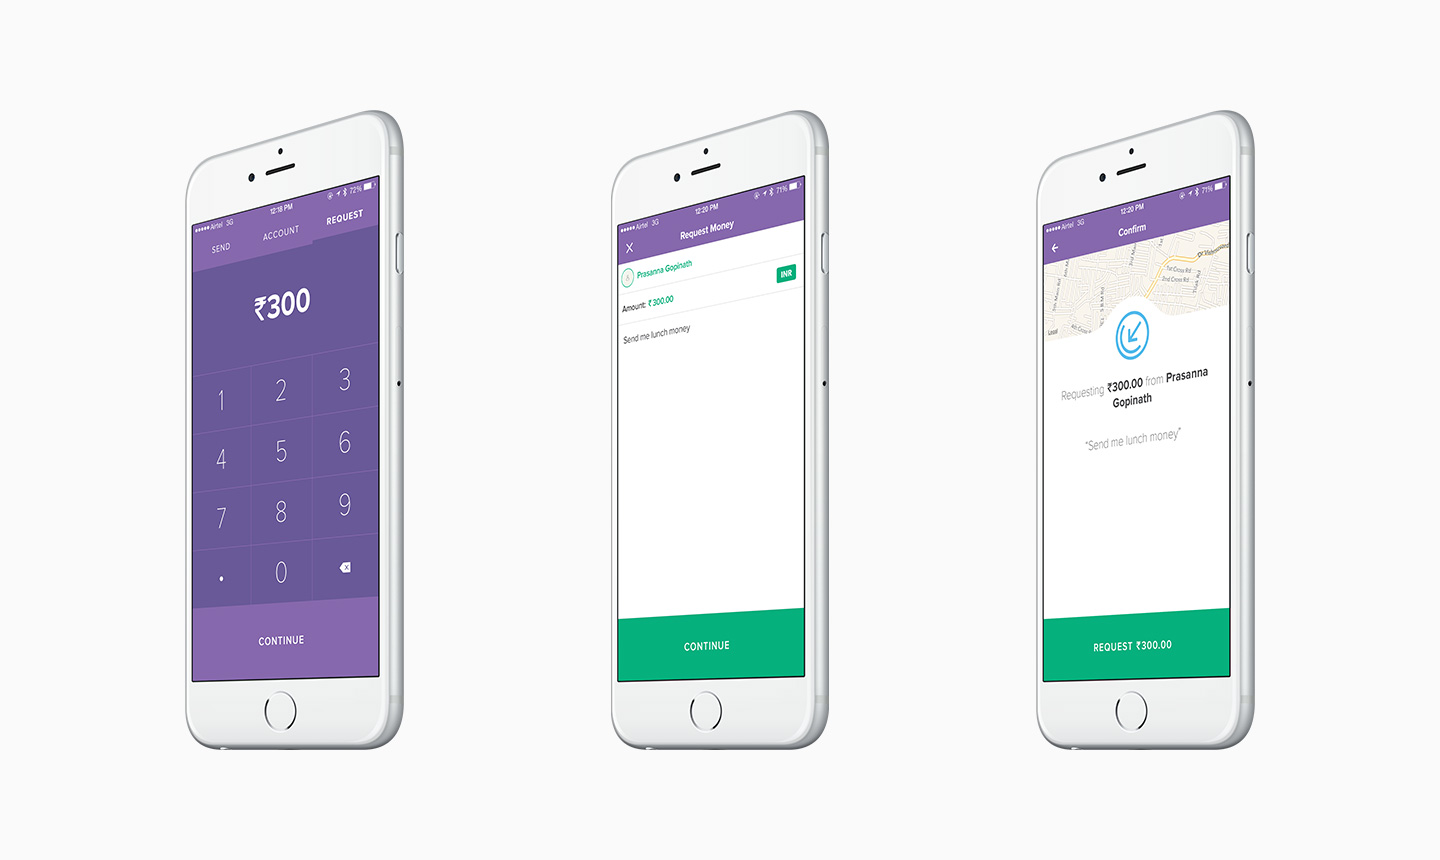 ●●●●● Airtel 3G 12:18 PM 72%
SEND ACCOUNT REQUEST
₹300
1 2 3
4 5 6
7 8 9
. 0
CONTINUE
●●●●● Airtel 3G 12:20 PM 71%
Request Money
Prasanna Gopinath
Amount: ₹300.00 INR
Send me lunch money
CONTINUE
●●●●● Airtel 3G 12:20 PM 71%
Confirm
1st Cross Rd
2nd Cross Rd
Legal
Requesting ₹300.00 from Prasanna
Gopinath
“Send me lunch money”
REQUEST ₹300.00